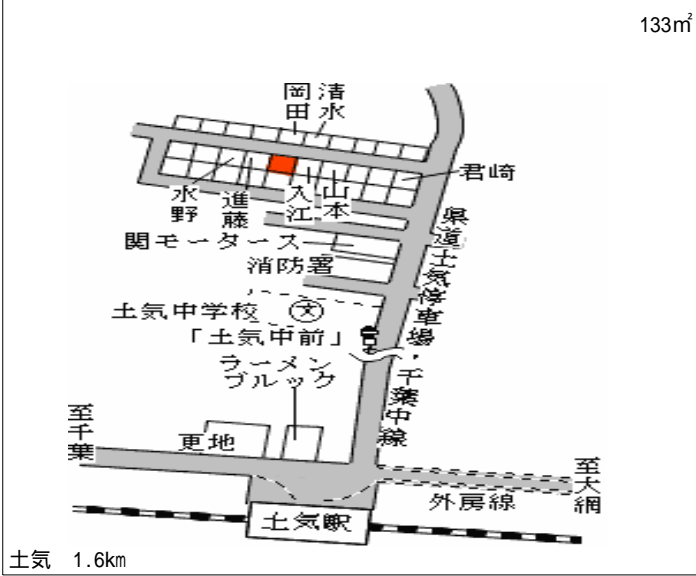 133㎡
岡田
清水
君崎
水野
進藤
入江
山本
関モータース
消防署
県道土気停車場・千葉中線
土気中学校
文
「土気中前」
ラーメン
ブルック
至千葉
更地
至大網
外房線
土気駅
土気 1.6km